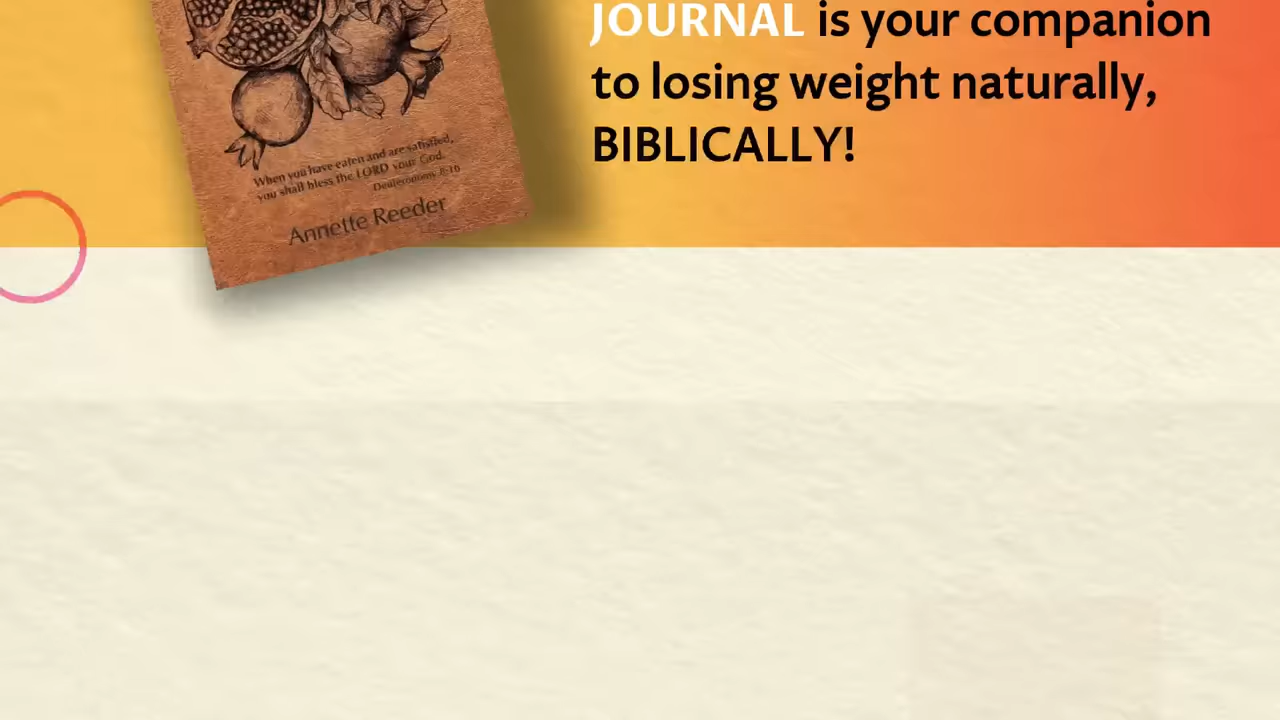 JOURNAL is your companion
to losing weight naturally,
BIBLICALLY!
When you have eaten and are satisfied,
you shall bless the LORD your God.
Deuteronomy 8:10
Annette Reeder